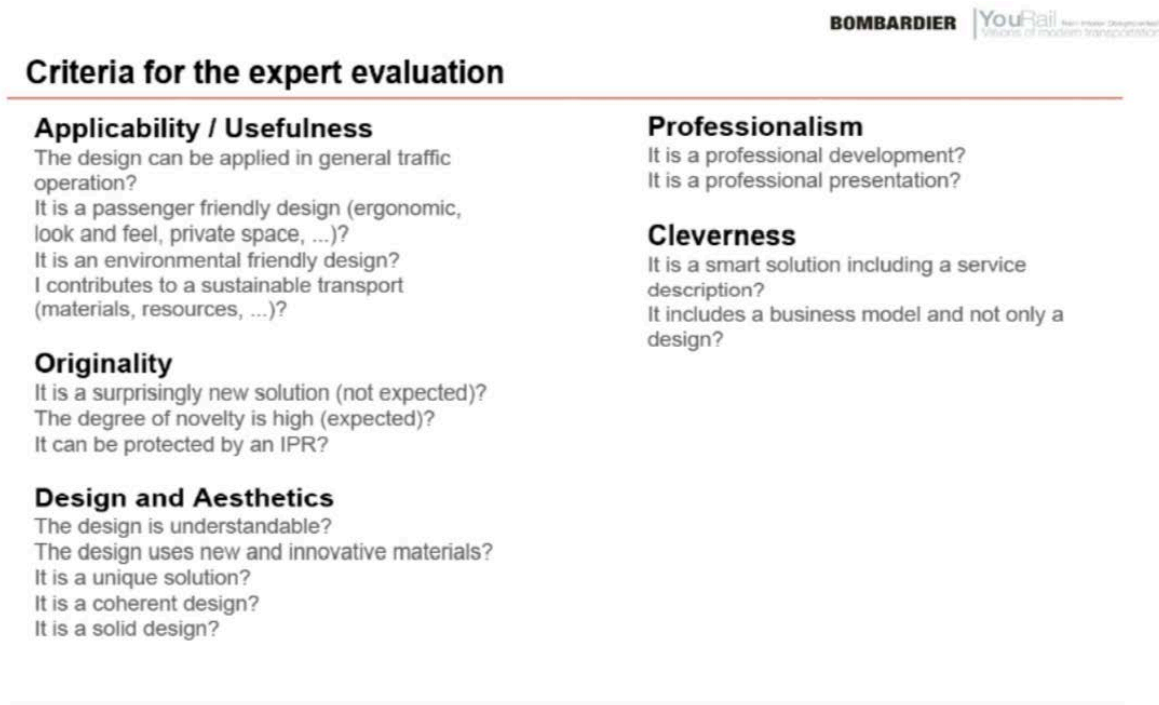 BOMBARDIER
YouRail
Visions of modern transportation
Criteria for the expert evaluation
Applicability / Usefulness
The design can be applied in general traffic
operation?
It is a passenger friendly design (ergonomic,
look and feel, private space, ...)?
It is an environmental friendly design?
I contributes to a sustainable transport
(materials, resources, ...)?
Originality
It is a surprisingly new solution (not expected)?
The degree of novelty is high (expected)?
It can be protected by an IPR?
Design and Aesthetics
The design is understandable?
The design uses new and innovative materials?
It is a unique solution?
It is a coherent design?
It is a solid design?
Professionalism
It is a professional development?
It is a professional presentation?
Cleverness
It is a smart solution including a service
description?
It includes a business model and not only a
design?